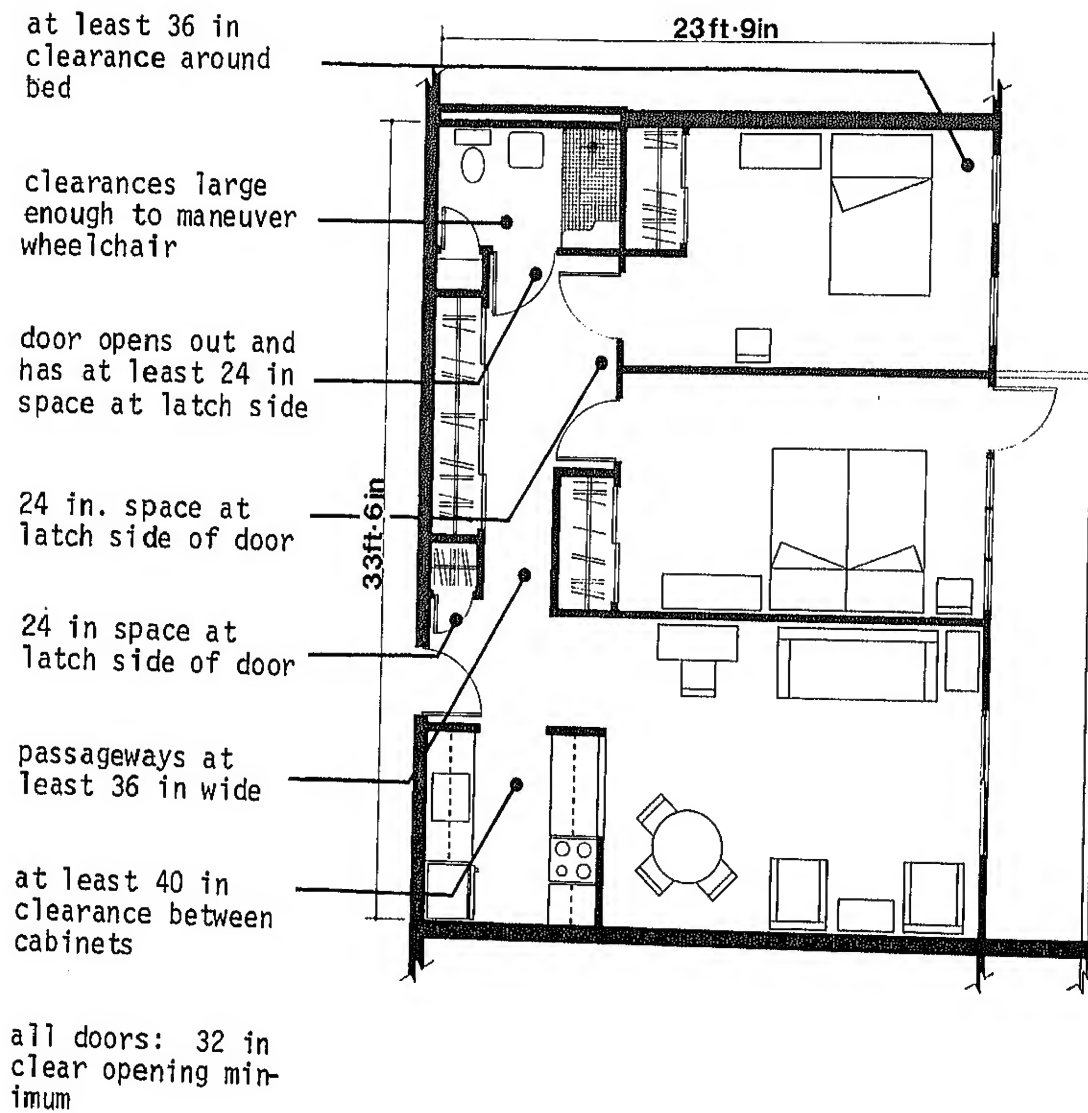 at least 36 in
clearance around
bed
23ft·9in
clearances large
enough to maneuver
wheelchair
door opens out and
has at least 24 in
space at latch side
24 in. space at
latch side of door
33ft·6in
24 in space at
latch side of door
passageways at
least 36 in wide
at least 40 in
clearance between
cabinets
all doors: 32 in
clear opening min-
imum